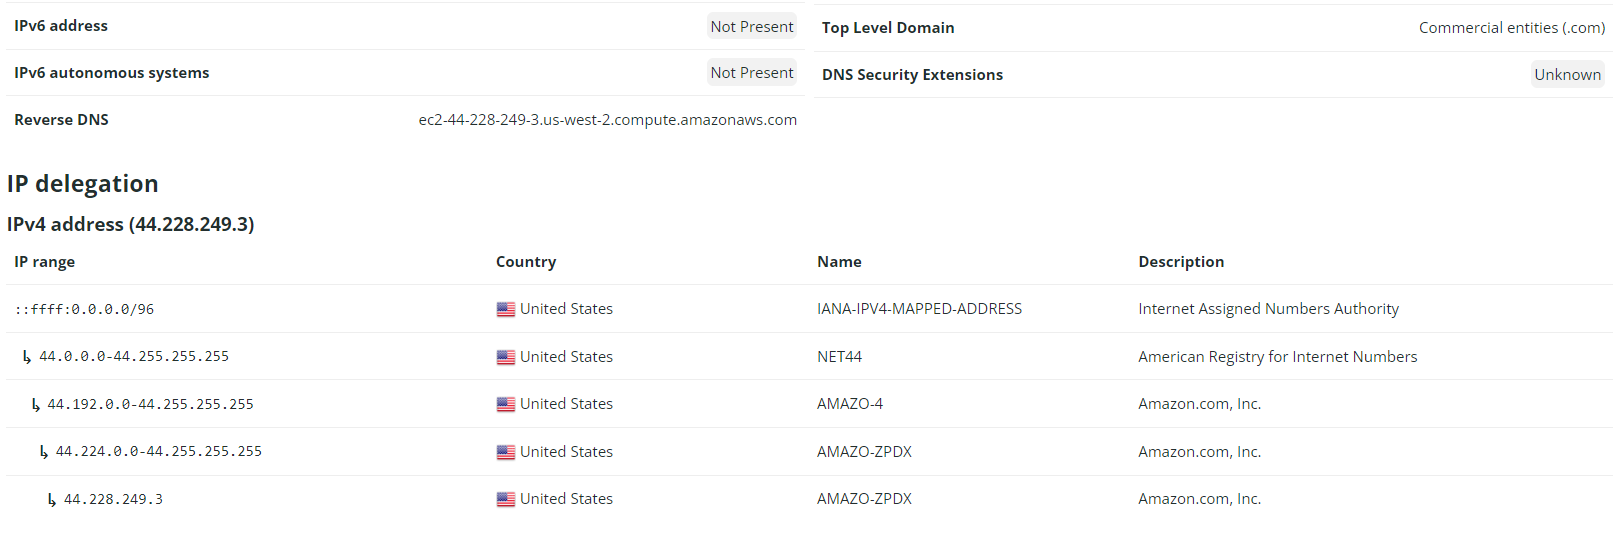 IPv6 address Not Present
Top Level Domain Commercial entities (.com)
IPv6 autonomous systems Not Present
DNS Security Extensions Unknown
Reverse DNS ec2-44-228-249-3.us-west-2.compute.amazonaws.com
IP delegation
IPv4 address (44.228.249.3)
IP range Country Name Description
::ffff:0.0.0.0/96 United States IANA-IPV4-MAPPED-ADDRESS Internet Assigned Numbers Authority
↳ 44.0.0.0-44.255.255.255 United States NET44 American Registry for Internet Numbers
↳ 44.192.0.0-44.255.255.255 United States AMAZO-4 Amazon.com, Inc.
↳ 44.224.0.0-44.255.255.255 United States AMAZO-ZPDX Amazon.com, Inc.
↳ 44.228.249.3 United States AMAZO-ZPDX Amazon.com, Inc.